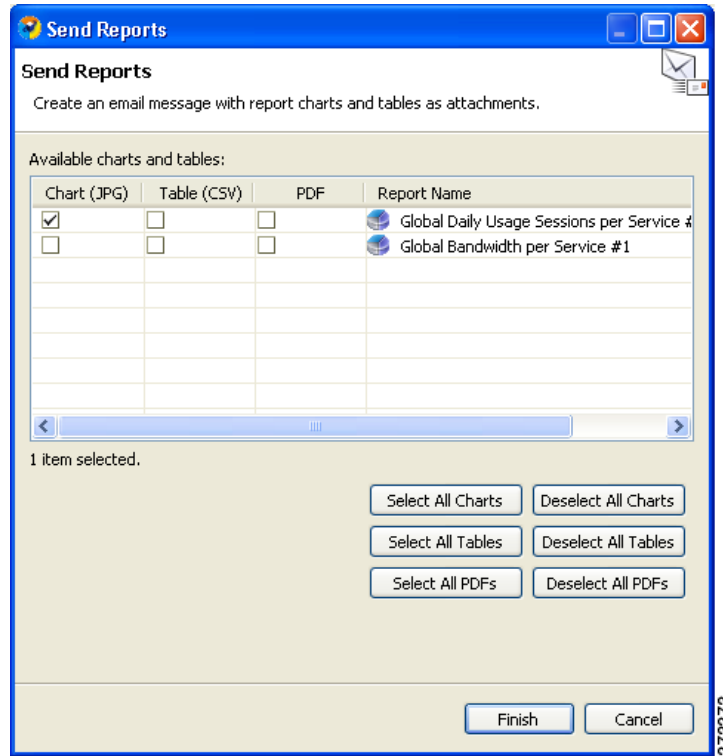 Send Reports
Send Reports
Create an email message with report charts and tables as attachments.
Available charts and tables:
Chart (JPG) Table (CSV) PDF Report Name
Global Daily Usage Sessions per Service #
Global Bandwidth per Service #1
1 item selected.
Select All Charts Deselect All Charts
Select All Tables Deselect All Tables
Select All PDFs Deselect All PDFs
Finish Cancel